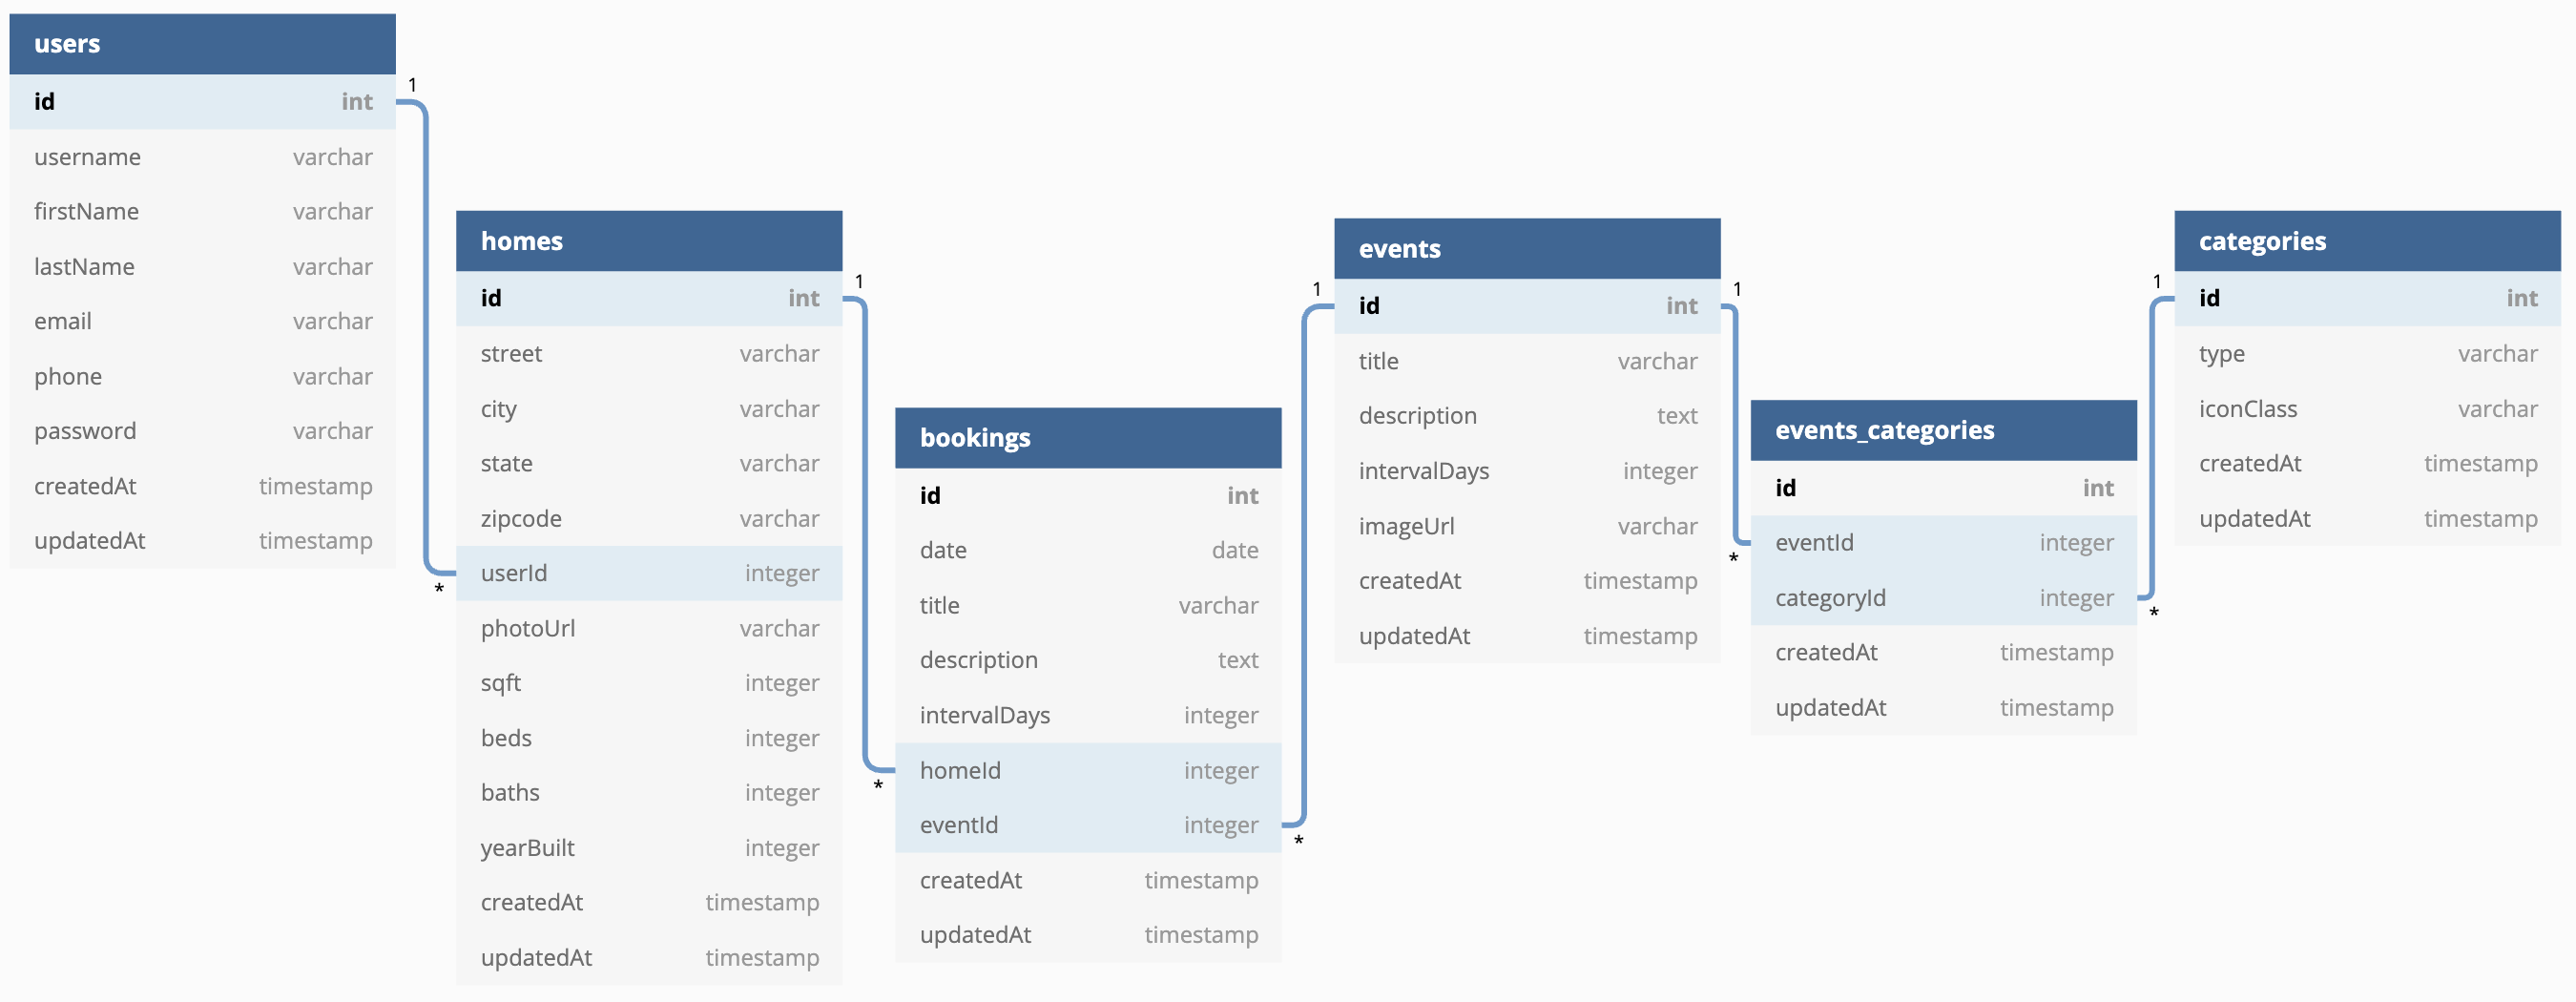 users
id int
username varchar
firstName varchar
lastName varchar
email varchar
phone varchar
password varchar
createdAt timestamp
updatedAt timestamp
1
*
homes
id int
street varchar
city varchar
state varchar
zipcode varchar
userId integer
photoUrl varchar
sqft integer
beds integer
baths integer
yearBuilt integer
createdAt timestamp
updatedAt timestamp
1
*
bookings
id int
date date
title varchar
description text
intervalDays integer
homeId integer
eventId integer
createdAt timestamp
updatedAt timestamp
1
*
events
id int
title varchar
description text
intervalDays integer
imageUrl varchar
createdAt timestamp
updatedAt timestamp
1
*
events_categories
id int
eventId integer
categoryId integer
createdAt timestamp
updatedAt timestamp
1
*
categories
id int
type varchar
iconClass varchar
createdAt timestamp
updatedAt timestamp